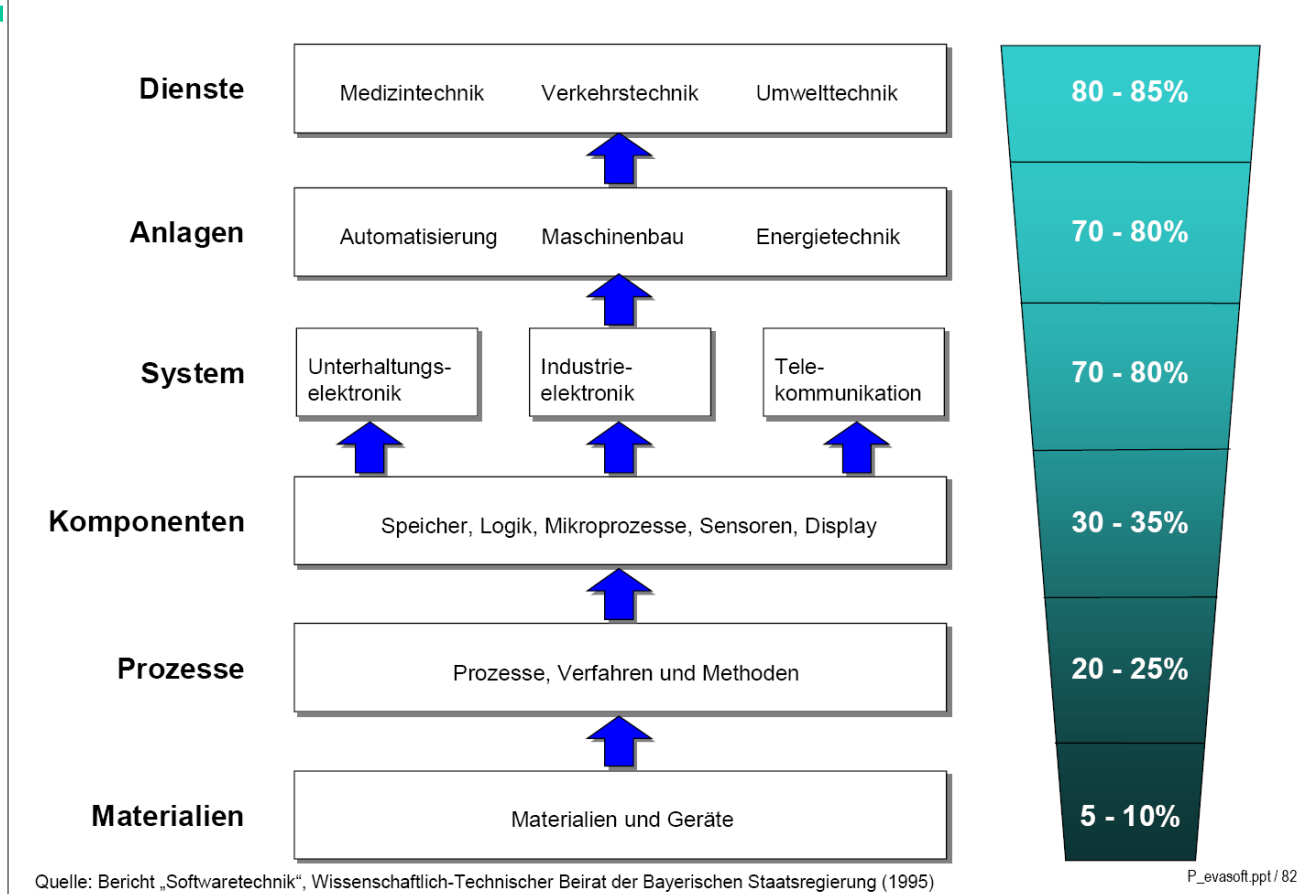 Dienste
Medizintechnik Verkehrstechnik Umwelttechnik
80 - 85%
Anlagen
Automatisierung Maschinenbau Energietechnik
70 - 80%
System
Unterhaltungs-
elektronik
Industrie-
elektronik
Tele-
kommunikation
70 - 80%
Komponenten
Speicher, Logik, Mikroprozesse, Sensoren, Display
30 - 35%
Prozesse
Prozesse, Verfahren und Methoden
20 - 25%
Materialien
Materialien und Geräte
5 - 10%
Quelle: Bericht „Softwaretechnik“, Wissenschaftlich-Technischer Beirat der Bayerischen Staatsregierung (1995)
P_evasoft.ppt / 82